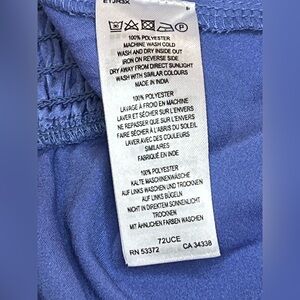 100% POLYESTER
MACHINE WASH COLD
WASH AND DRY INSIDE OUT
IRON ON REVERSE SIDE
DRY AWAY FROM DIRECT SUNLIGHT
WASH WITH SIMILAR COLOURS
MADE IN INDIA
100% POLYESTER
LAVAGE À FROID EN MACHINE
LAVER ET SÉCHER SUR L'ENVERS
NE REPASSER QUE SUR L'ENVERS
FAIRE SÉCHER À L'ABRIS DU SOLEIL
LAVER AVEC DES COULEURS
SIMILAIRES
FABRIQUÉ EN INDE
100% POLYESTER
KALTE MASCHINENWÄSCHE
AUF LINKS WASCHEN UND TROCKNEN
AUF LINKS BÜGELN
NICHT IN DIREKTEM SONNENLICHT
TROCKNEN
MIT ÄHNLICHEN FARBEN WASCHEN
72UCE
RN 53372 CA 34338